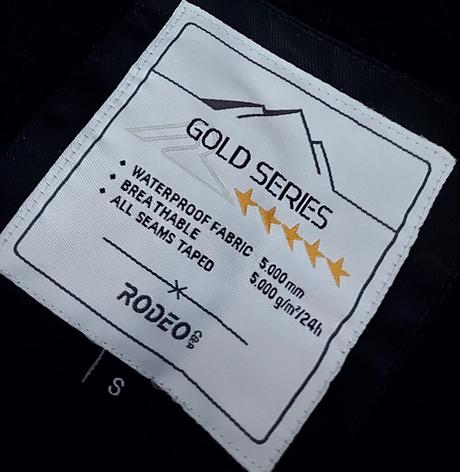 GOLD SERIES
• WATERPROOF FABRIC 5.000 mm
• BREATHABLE 5.000 g/m²/24h
• ALL SEAMS TAPED
RODEO
S